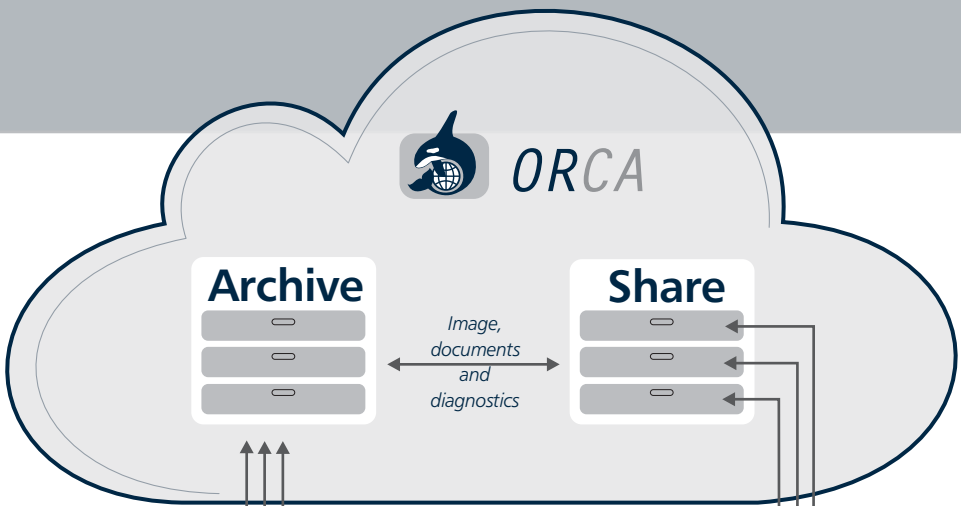 ORCA
Archive
Share
Image,
documents
and
diagnostics